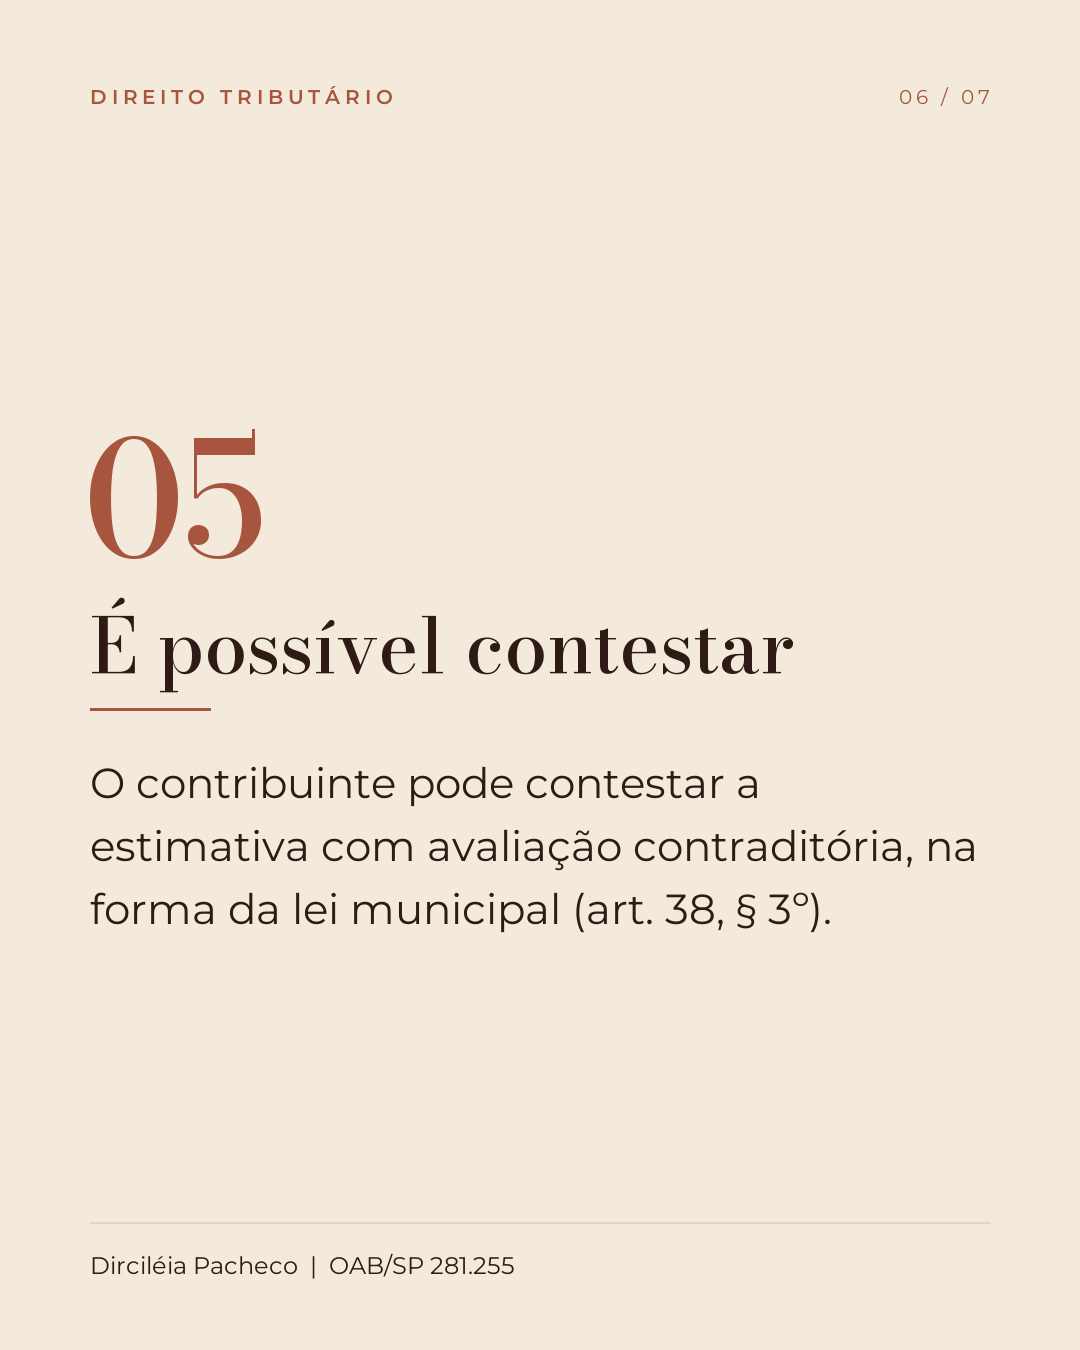 DIREITO TRIBUTÁRIO
06 / 07
05
É possível contestar
O contribuinte pode contestar a
estimativa com avaliação contraditória, na
forma da lei municipal (art. 38, § 3º).
Dirciléia Pacheco | OAB/SP 281.255